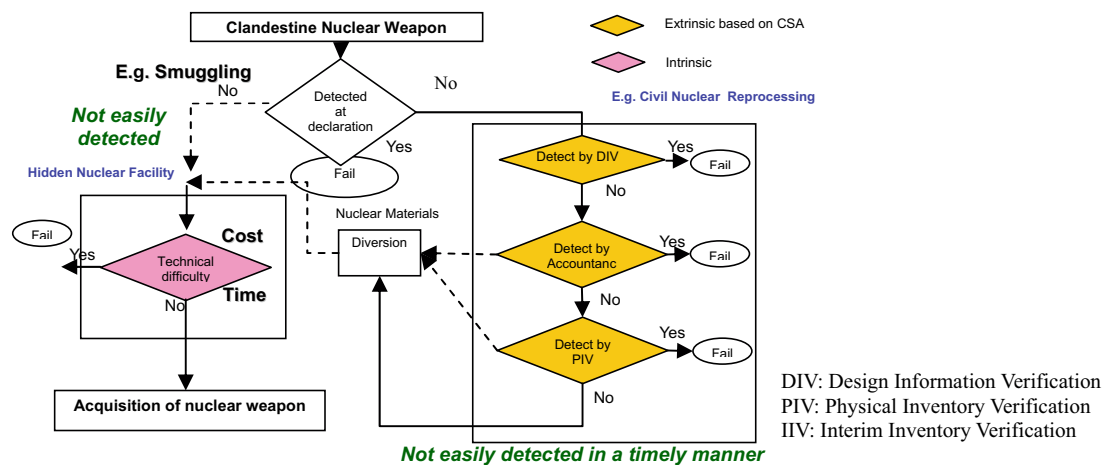 Clandestine Nuclear Weapon
Extrinsic based on CSA
Intrinsic
E.g. Smuggling
No
Detected
at
declaration
No
E.g. Civil Nuclear Reprocessing
Not easily
detected
Yes
Fail
Detect by DIV
Yes
Fail
No
Hidden Nuclear Facility
Nuclear Materials
Diversion
Detect by
Accountanc
Yes
Fail
No
Fail
Yes
Cost
Technical
difficulty
Time
No
Detect by
PIV
Yes
Fail
No
Acquisition of nuclear weapon
DIV: Design Information Verification
PIV: Physical Inventory Verification
IIV: Interim Inventory Verification
Not easily detected in a timely manner